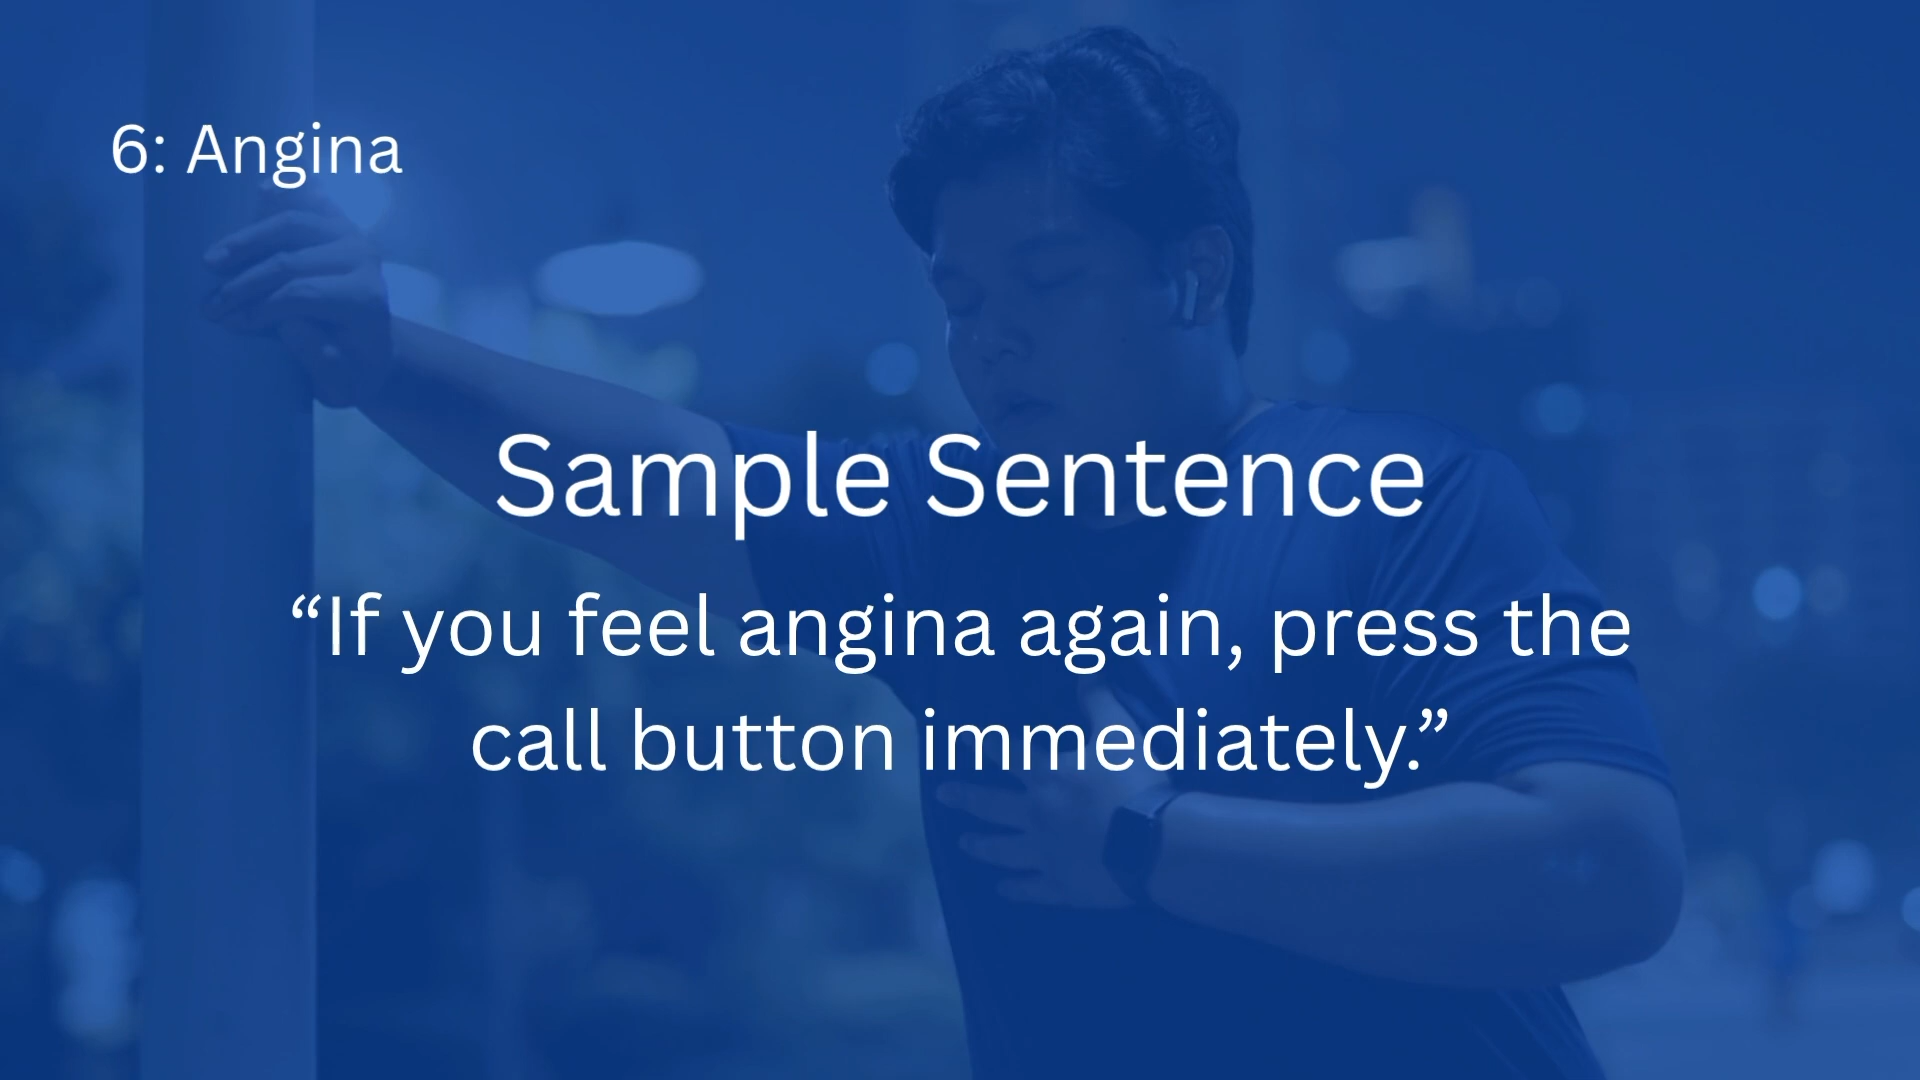 6: Angina
Sample Sentence
“If you feel angina again, press the
call button immediately.”